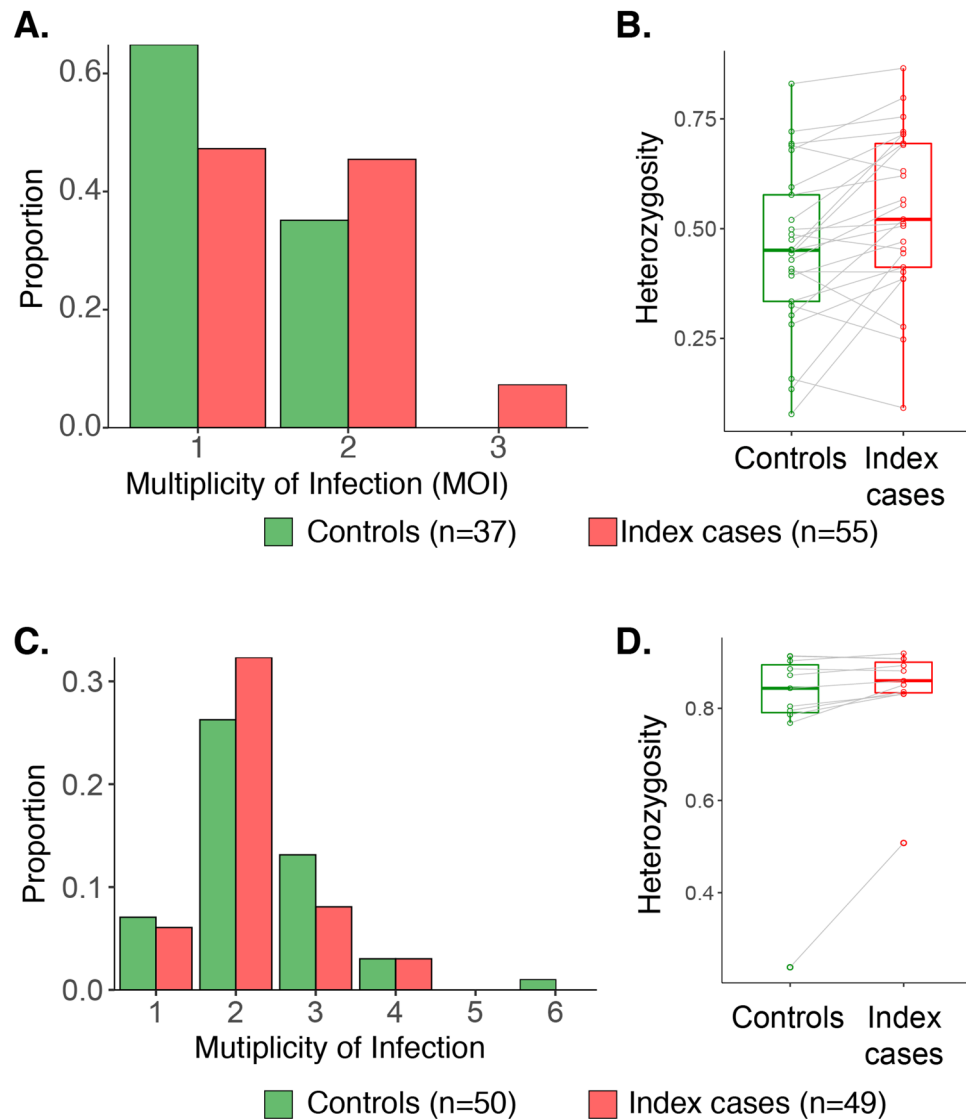 A.
0.6
0.4
0.2
0.0
Proportion
1 2 3
Multiplicity of Infection (MOI)
B.
0.75
0.50
0.25
Heterozygosity
Controls Index
cases
Controls (n=37) Index cases (n=55)
C.
0.3
0.2
0.1
0.0
Proportion
1 2 3 4 5 6
Mutiplicity of Infection
D.
0.8
0.6
0.4
Heterozygosity
Controls Index
cases
Controls (n=50) Index cases (n=49)